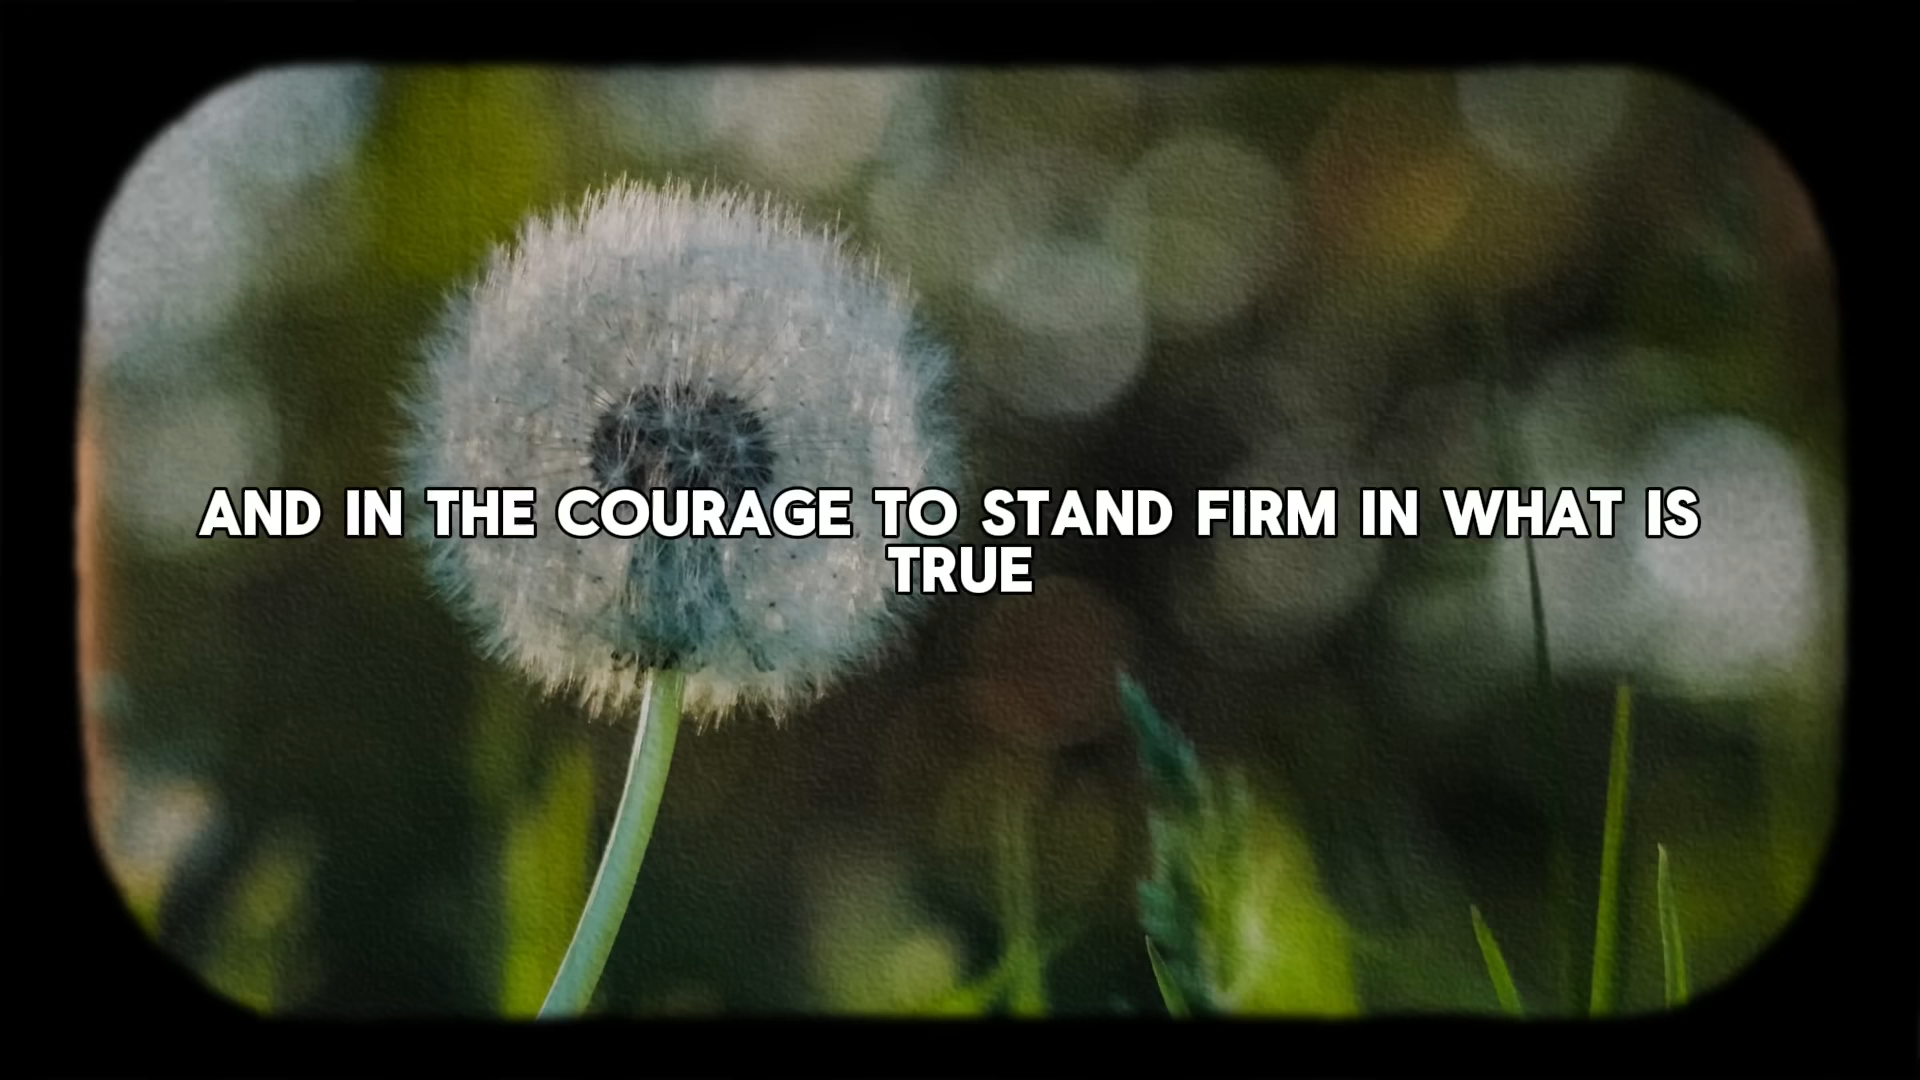 AND IN THE COURAGE TO STAND FIRM IN WHAT IS
TRUE